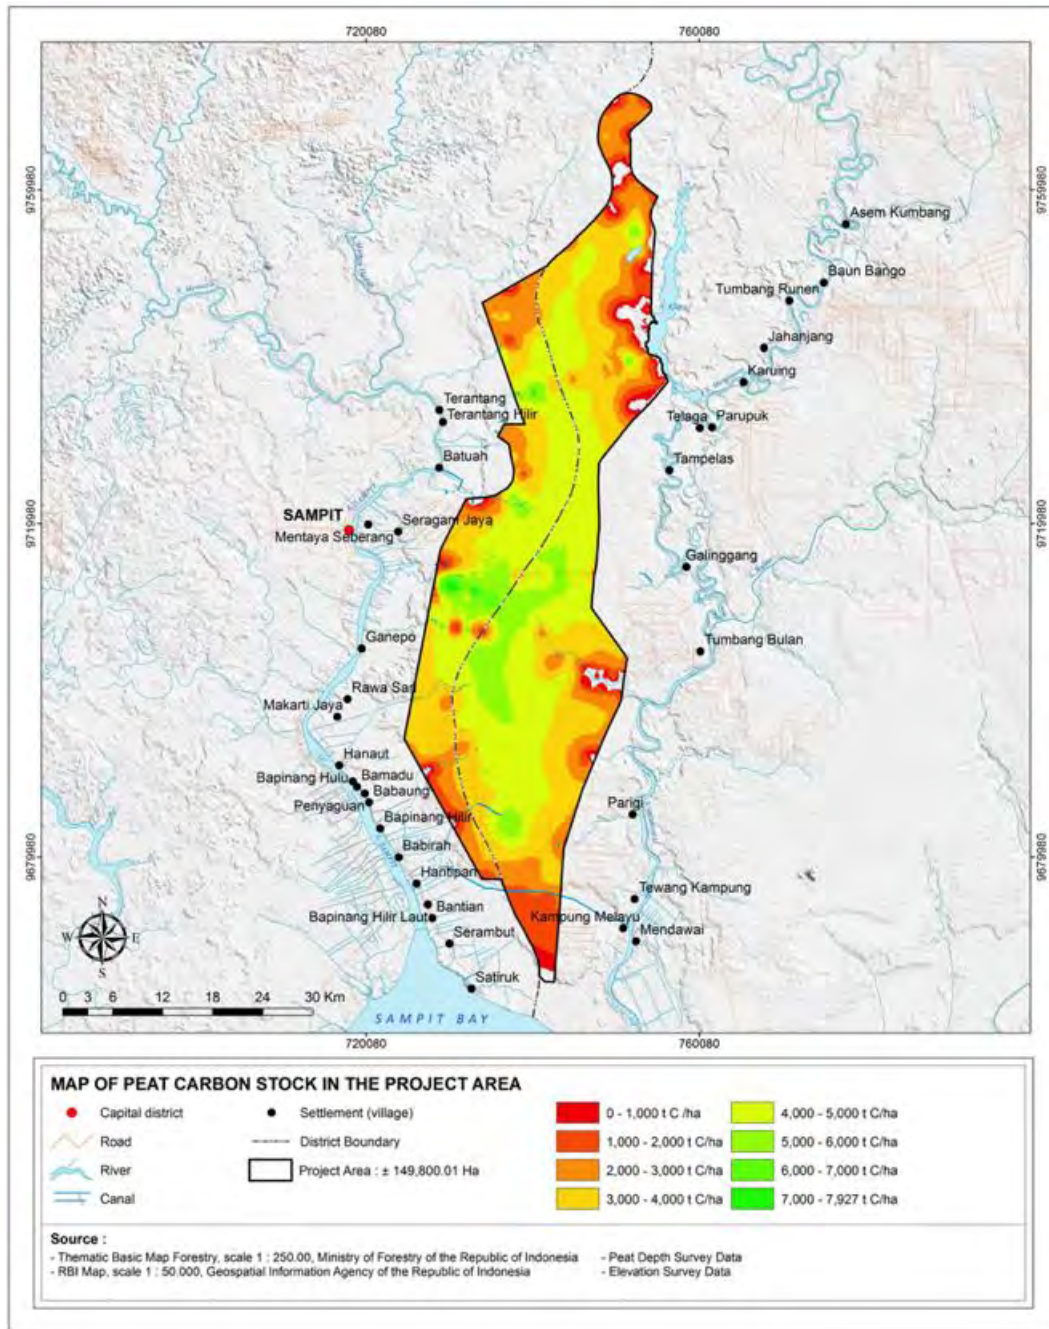 720080
760080
9759980
9759980
Asem Kumbang
Baun Bango
Tumbang Runen
Jahanjang
Karuing
Terantang
Terantang Hilir
Telaga
Parupuk
Batuah
Tampelas
SAMPIT
Seragam Jaya
Mentaya Seberang
9719980
9719980
Galinggang
Ganepo
Tumbang Bulan
Rawa Sari
Makarti Jaya
Hanaut
Bapinang Hulu
Bamadu
Babaung
Penyaguan
Parigi
Bapinang Hilir
Babirah
9679980
9679980
Hantipan
Tewang Kampung
Bantian
Bapinang Hilir Laut
Kampung Melayu
Mendawai
Serambut
N
W
E
S
Satiruk
0 3 6 12 18 24 30 Km
SAMPIT BAY
720080
760080
MAP OF PEAT CARBON STOCK IN THE PROJECT AREA
Capital district
Settlement (village)
0 - 1,000 t C /ha
4,000 - 5,000 t C/ha
Road
District Boundary
1,000 - 2,000 t C/ha
5,000 - 6,000 t C/ha
River
Project Area : ± 149,800.01 Ha
2,000 - 3,000 t C/ha
6,000 - 7,000 t C/ha
Canal
3,000 - 4,000 t C/ha
7,000 - 7,927 t C/ha
Source :
- Thematic Basic Map Forestry, scale 1 : 250.00, Ministry of Forestry of the Republic of Indonesia
- Peat Depth Survey Data
- RBI Map, scale 1 : 50.000, Geospatial Information Agency of the Republic of Indonesia
- Elevation Survey Data